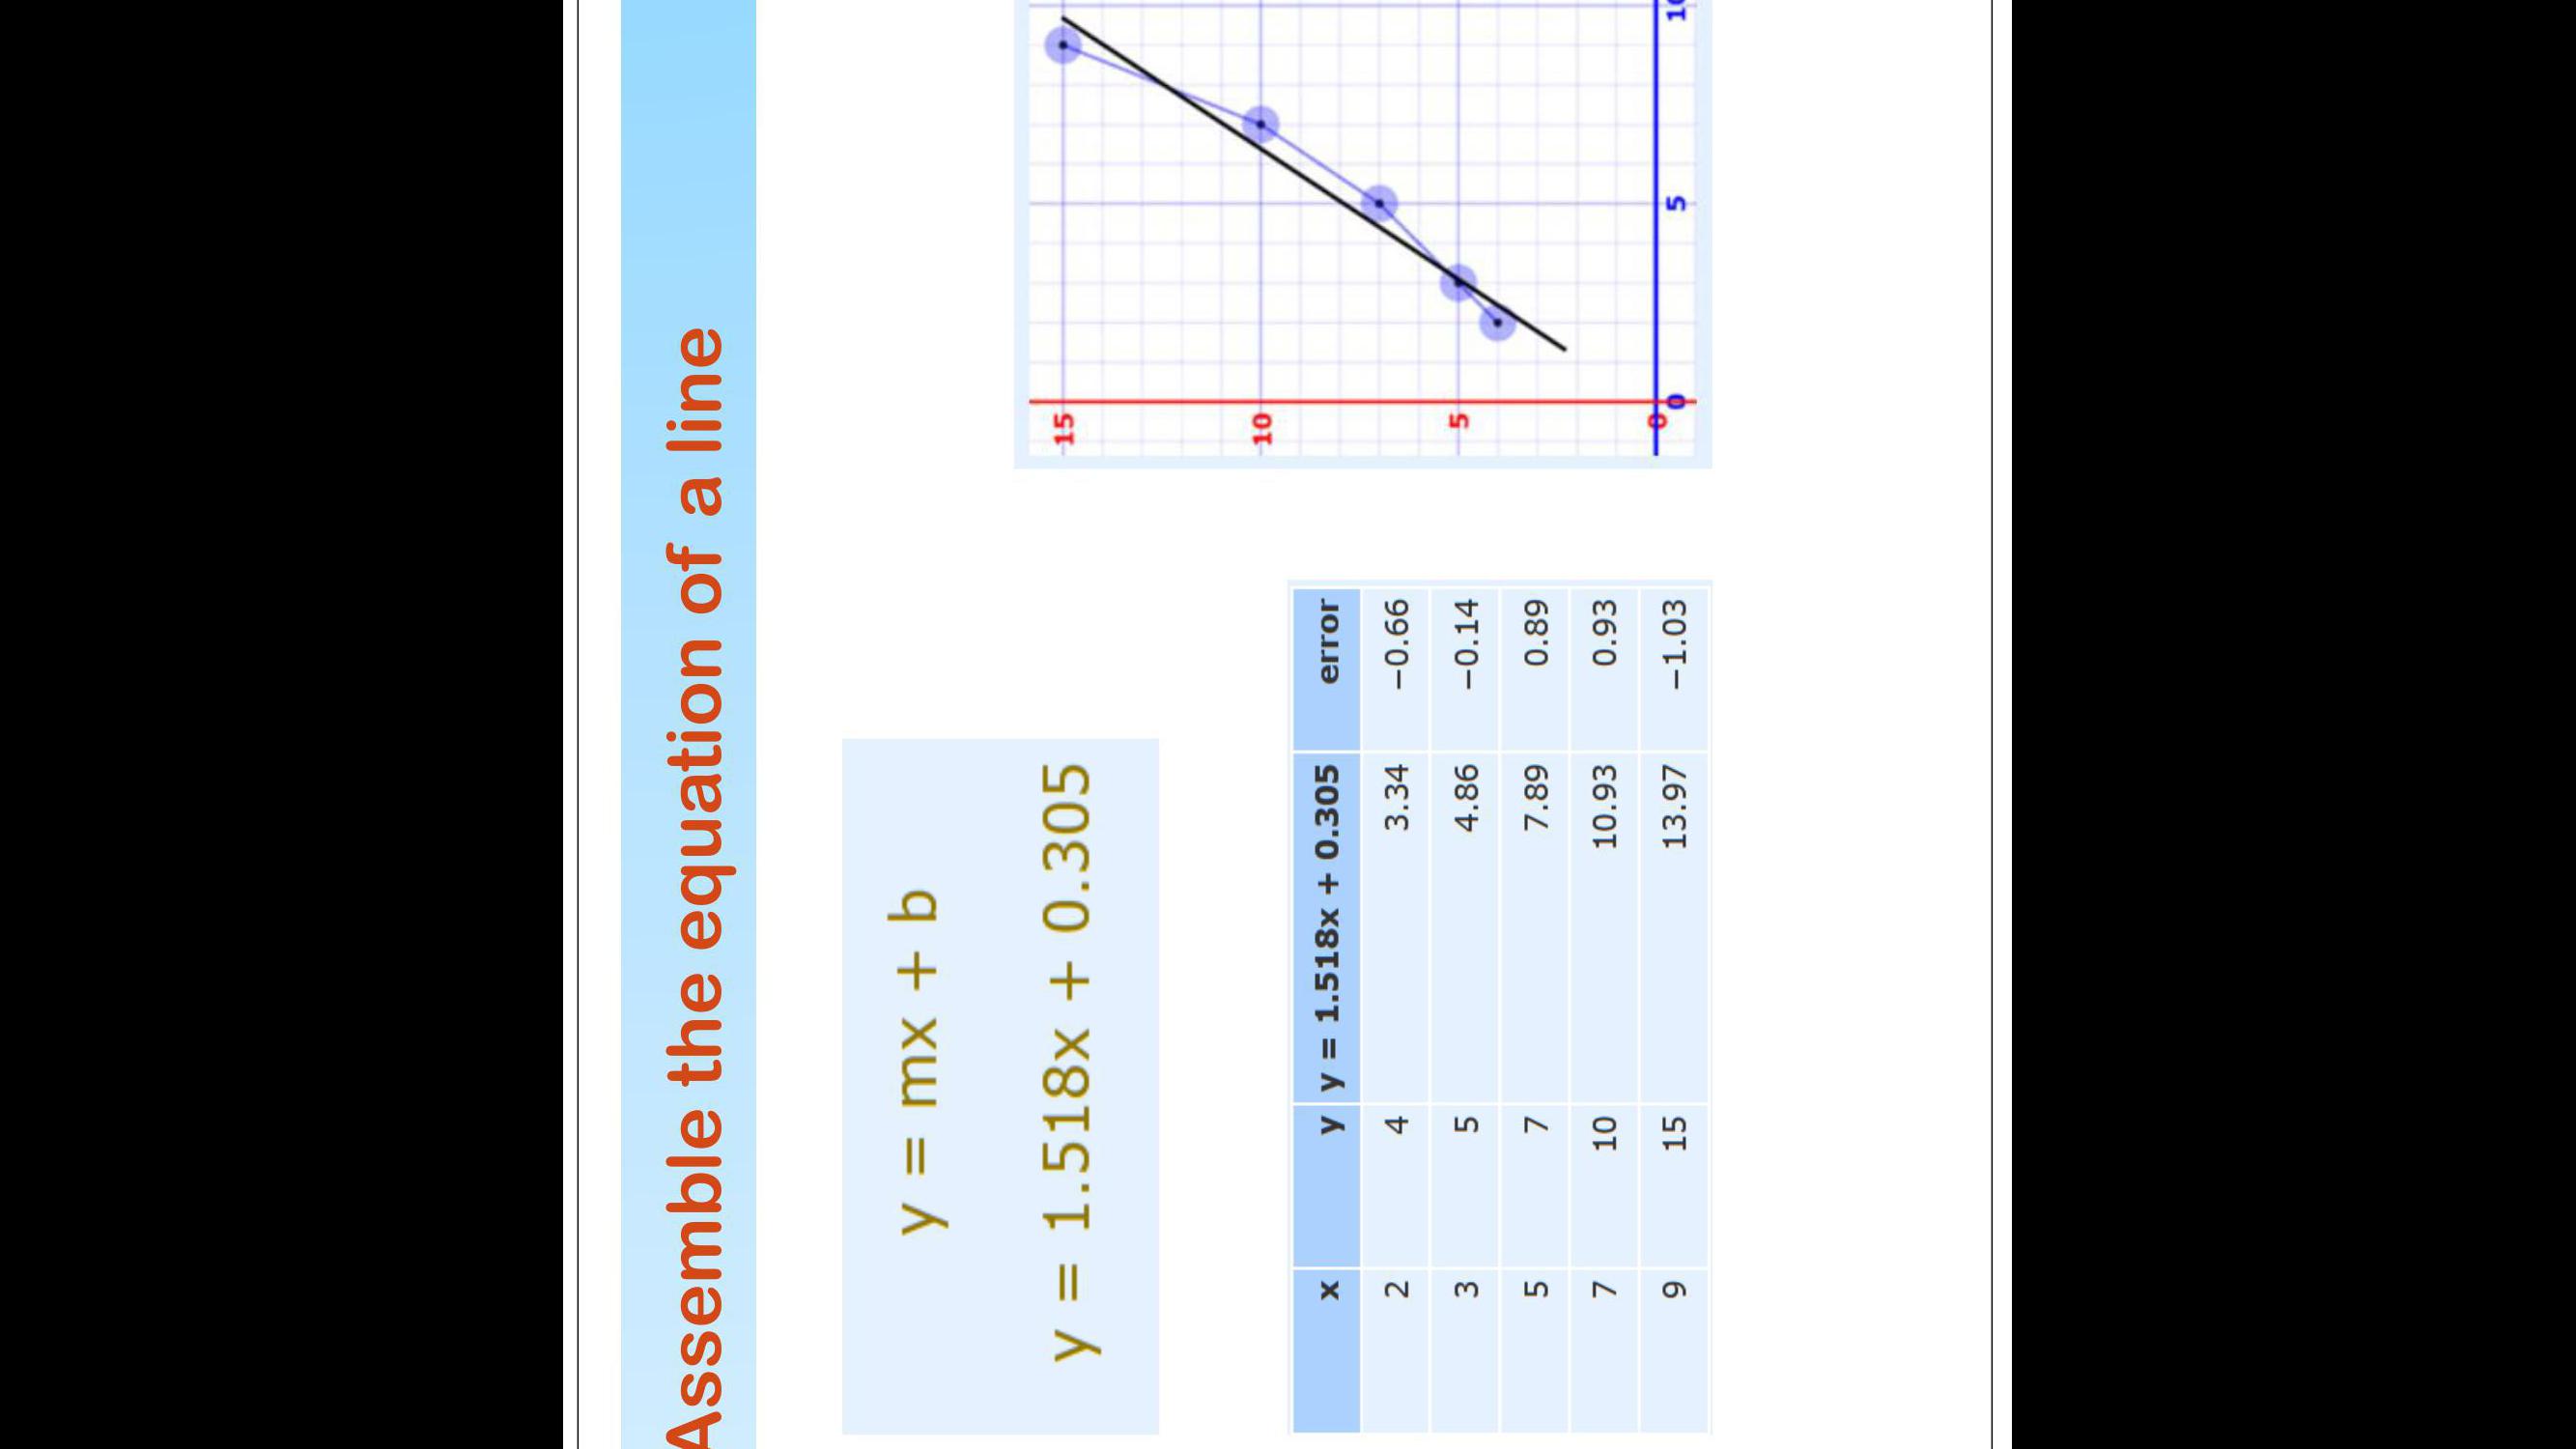 Assemble the equation of a line
y = mx + b
y = 1.518x + 0.305
x y y = 1.518x + 0.305 error
2 4 3.34 −0.66
3 5 4.86 −0.14
5 7 7.89 0.89
7 10 10.93 0.93
9 15 13.97 −1.03
15
10
5
0
0 5 10